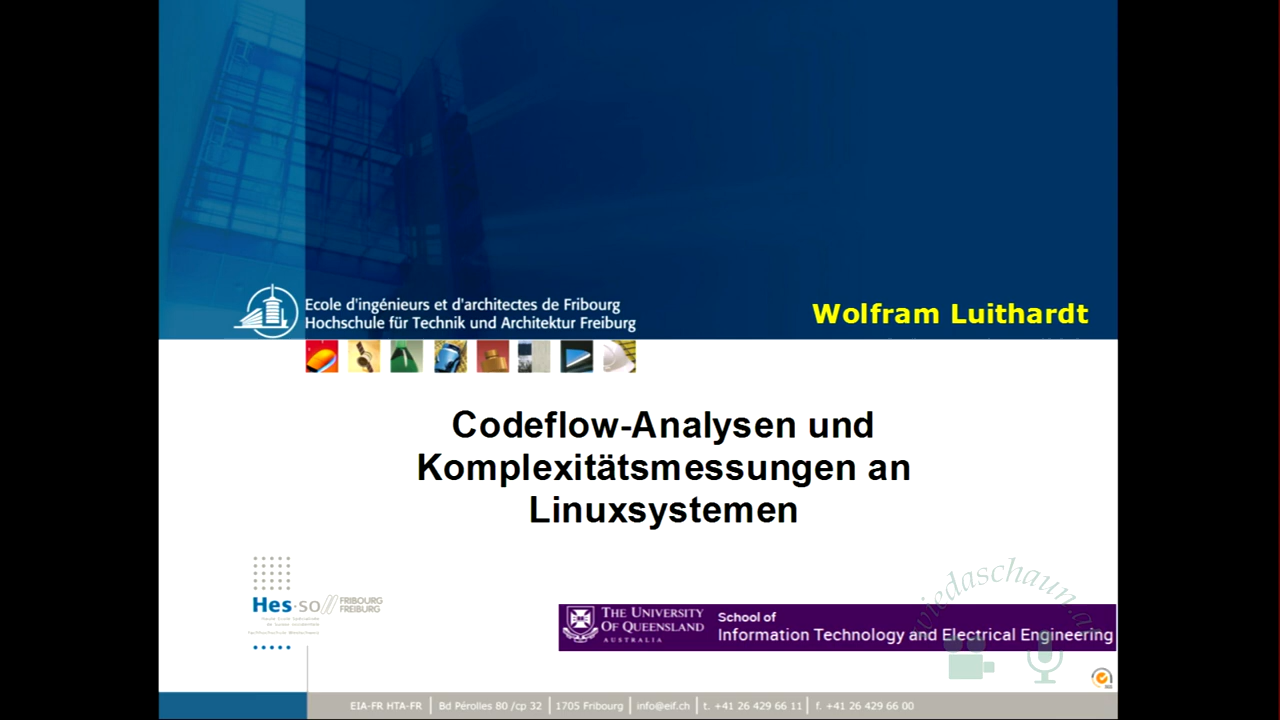 Ecole d'ingénieurs et d'architectes de Fribourg
Hochschule für Technik und Architektur Freiburg
Wolfram Luithardt
Codeflow-Analysen und
Komplexitätsmessungen an
Linuxsystemen
Hes·so// FRIBOURG
FREIBURG
THE UNIVERSITY
OF QUEENSLAND
AUSTRALIA
School of
Information Technology and Electrical Engineering
wiedaschaun.at
EIA-FR HTA-FR | Bd Pérolles 80 /cp 32 | 1705 Fribourg | info@eif.ch | t. +41 26 429 66 11 | f. +41 26 429 66 00